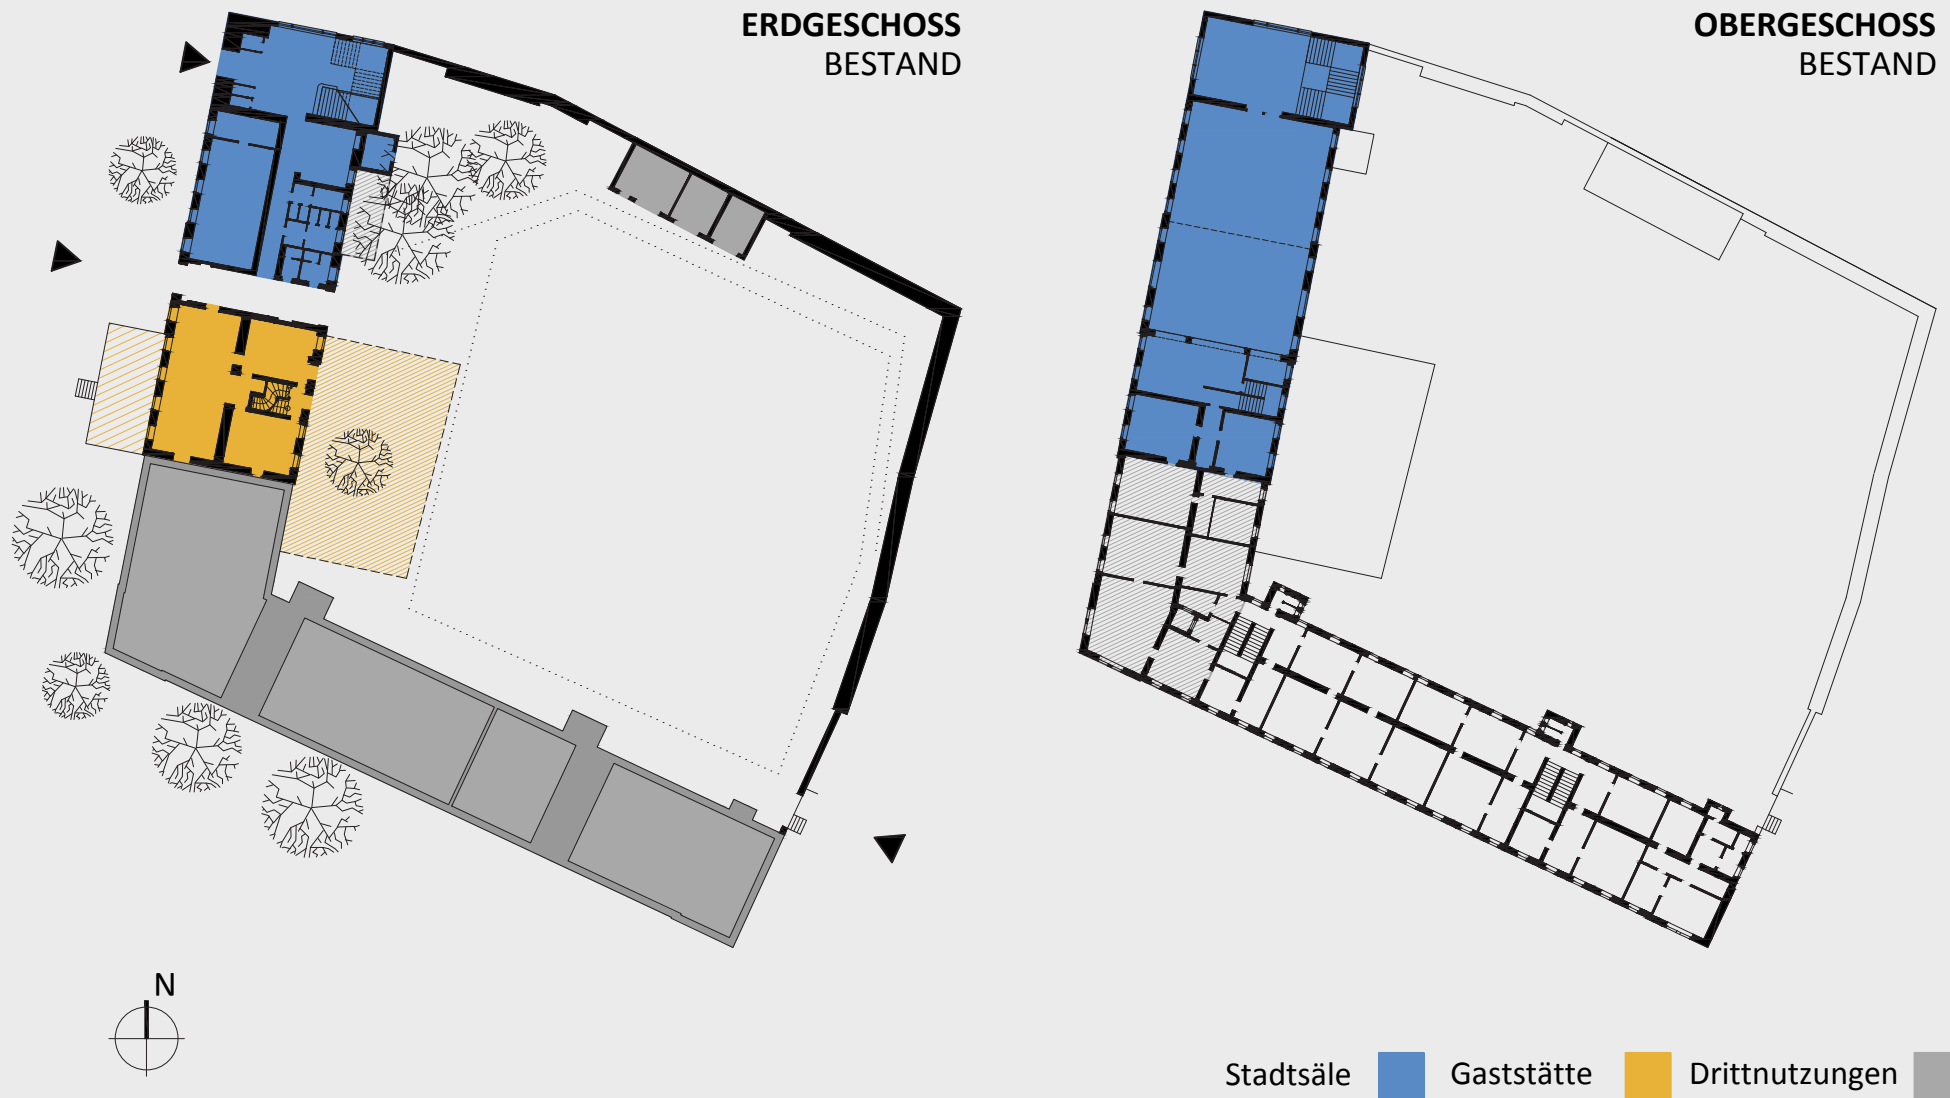 ERDGESCHOSS
BESTAND
OBERGESCHOSS
BESTAND
N
Stadtsäle Gaststätte Drittnutzungen